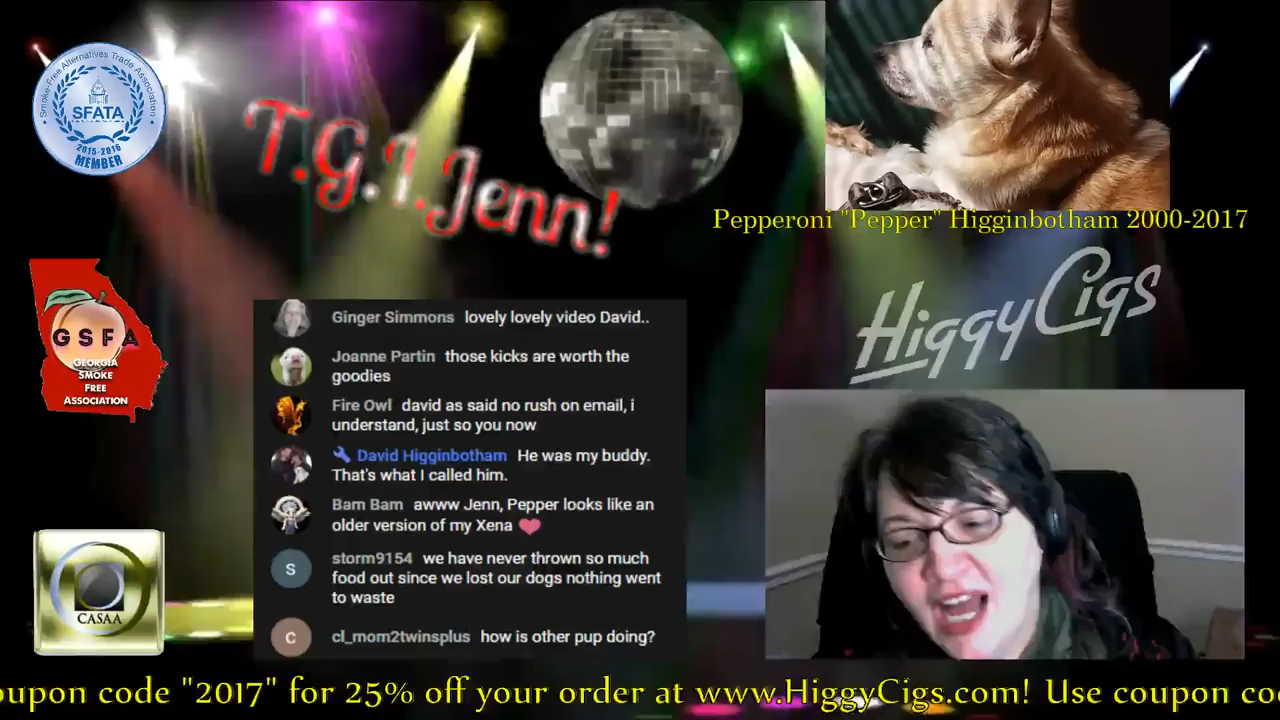 Smoke-Free Alternatives Trade Association
SFATA
2015-2016
MEMBER
T.G.I.Jenn!
Pepperoni "Pepper" Higginbotham 2000-2017
GSFA
GEORGIA
SMOKE
FREE
ASSOCIATION
HiggyCigs
Ginger Simmons lovely lovely video David..
Joanne Partin those kicks are worth the
goodies
Fire Owl david as said no rush on email, i
understand, just so you now
David Higginbotham He was my buddy.
That's what I called him.
Bam Bam awww Jenn, Pepper looks like an
older version of my Xena ❤
S
storm9154 we have never thrown so much
food out since we lost our dogs nothing went
to waste
C
cl_mom2twinsplus how is other pup doing?
CASAA
oupon code "2017" for 25% off your order at www.HiggyCigs.com! Use coupon co